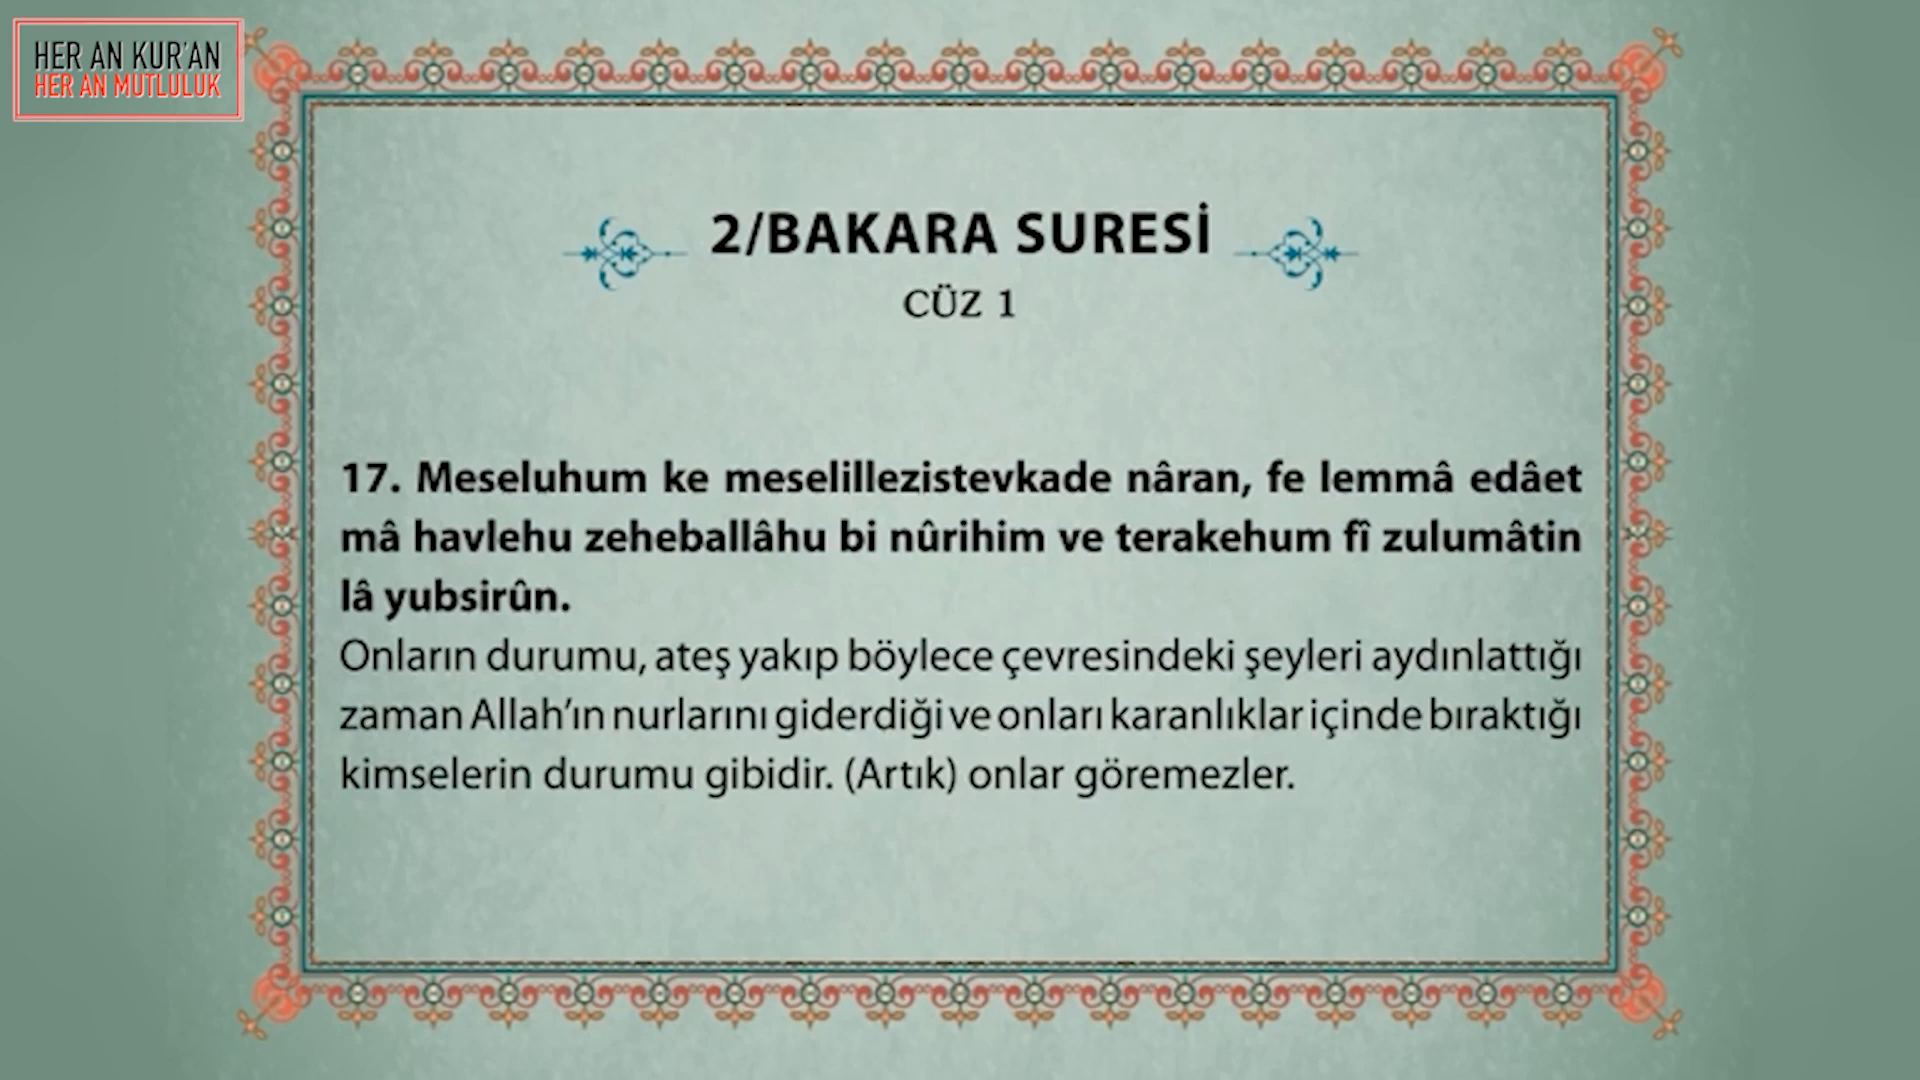 HER AN KUR'AN
HER AN MUTLULUK
2/BAKARA SURESİ
CÜZ 1
17. Meseluhum ke meselillezistevkade nâran, fe lemmâ edâet
mâ havlehu zeheballâhu bi nûrihim ve terakehum fî zulumâtin
lâ yubsirûn.
Onların durumu, ateş yakıp böylece çevresindeki şeyleri aydınlattığı
zaman Allah’ın nurlarını giderdiği ve onları karanlıklar içinde bıraktığı
kimselerin durumu gibidir. (Artık) onlar göremezler.